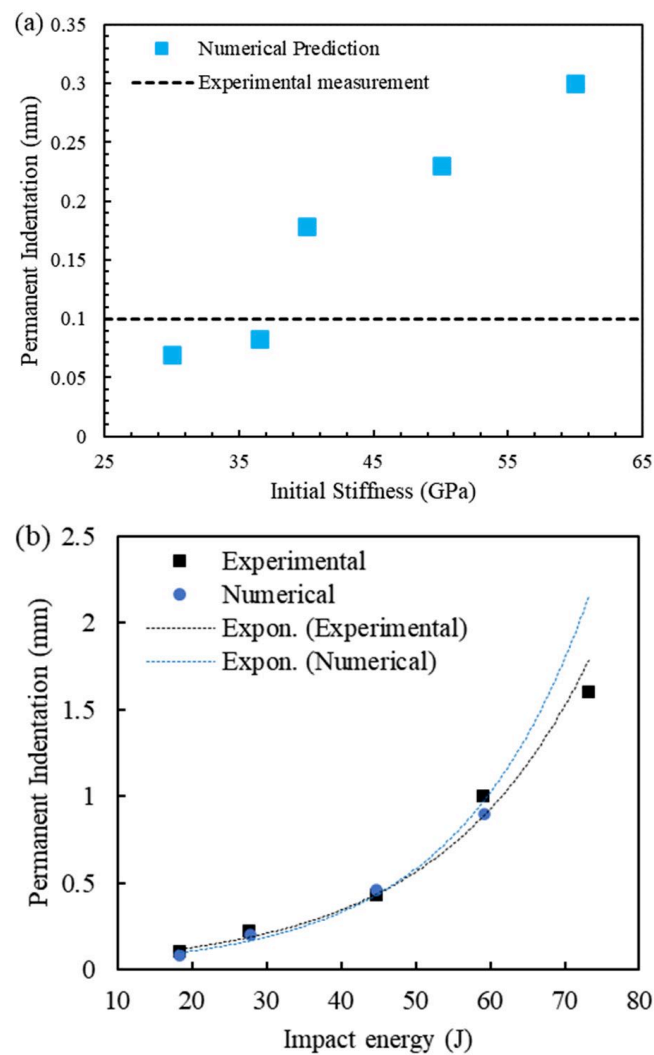 (a)
0.35
Numerical Prediction
0.3
Experimental measurement
0.25
0.2
0.15
0.1
0.05
0
Permanent Indentation (mm)
25 35 45 55 65
Initial Stiffness (GPa)
(b)
2.5
Experimental
Numerical
2
Expon. (Experimental)
Expon. (Numerical)
1.5
1
0.5
0
Permanent Indentation (mm)
10 20 30 40 50 60 70 80
Impact energy (J)